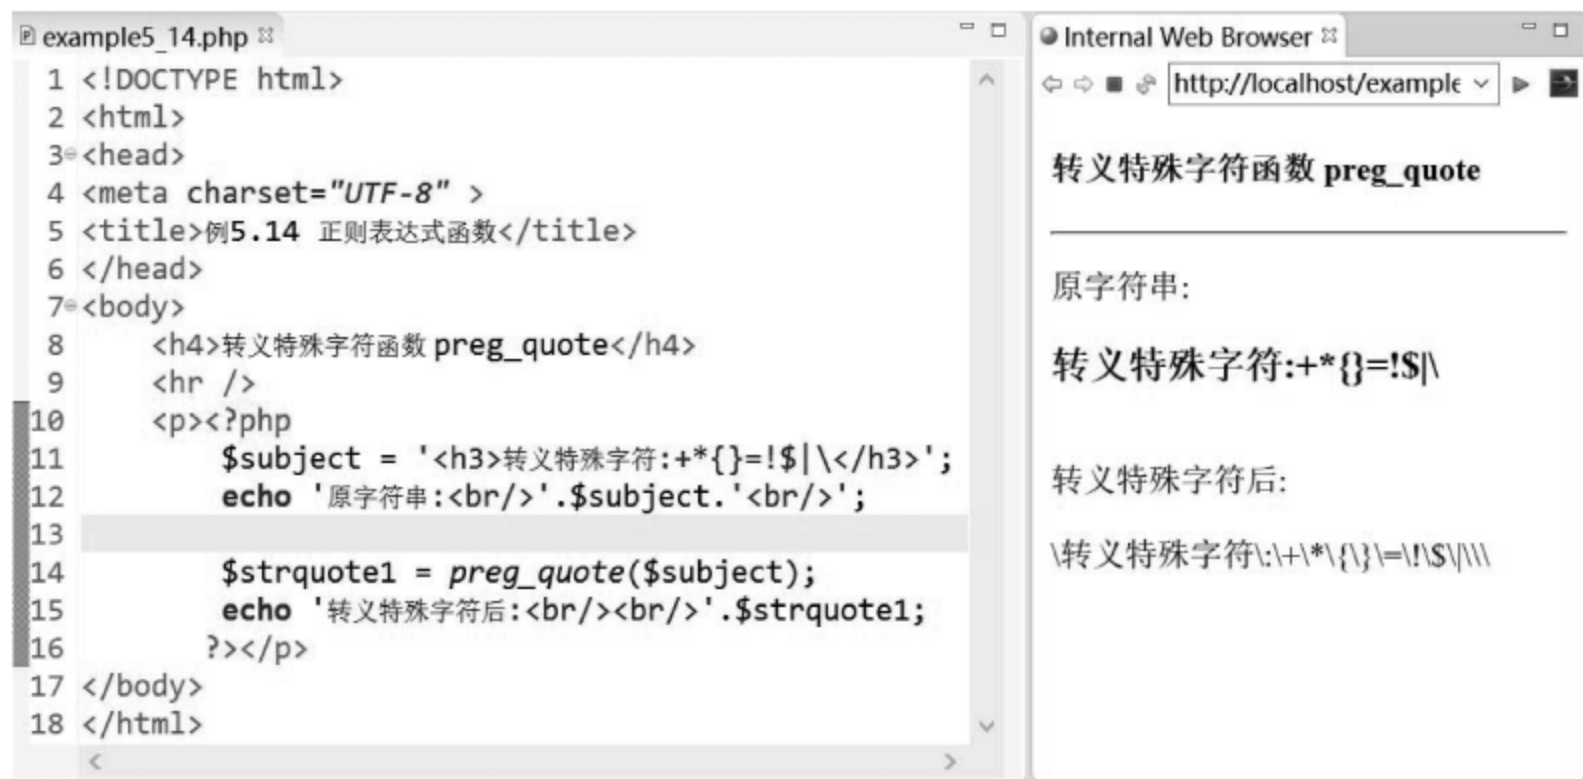 example5_14.php
1 <!DOCTYPE html>
2 <html>
3 <head>
4 <meta charset="UTF-8" >
5 <title>例5.14 正则表达式函数</title>
6 </head>
7 <body>
8 <h4>转义特殊字符函数 preg_quote</h4>
9 <hr />
10 <p><?php
11 $subject = '<h3>转义特殊字符:+*{}=!$|\</h3>';
12 echo '原字符串:<br/>'.$subject.'<br/>';
13
14 $strquote1 = preg_quote($subject);
15 echo '转义特殊字符后:<br/><br/>'.$strquote1;
16 ?></p>
17 </body>
18 </html>
Internal Web Browser
http://localhost/example
转义特殊字符函数 preg_quote
原字符串:
转义特殊字符:+*{}=!$|\
转义特殊字符后:
\转义特殊字符\:\+\*\{\}\=\!\$\|\\\